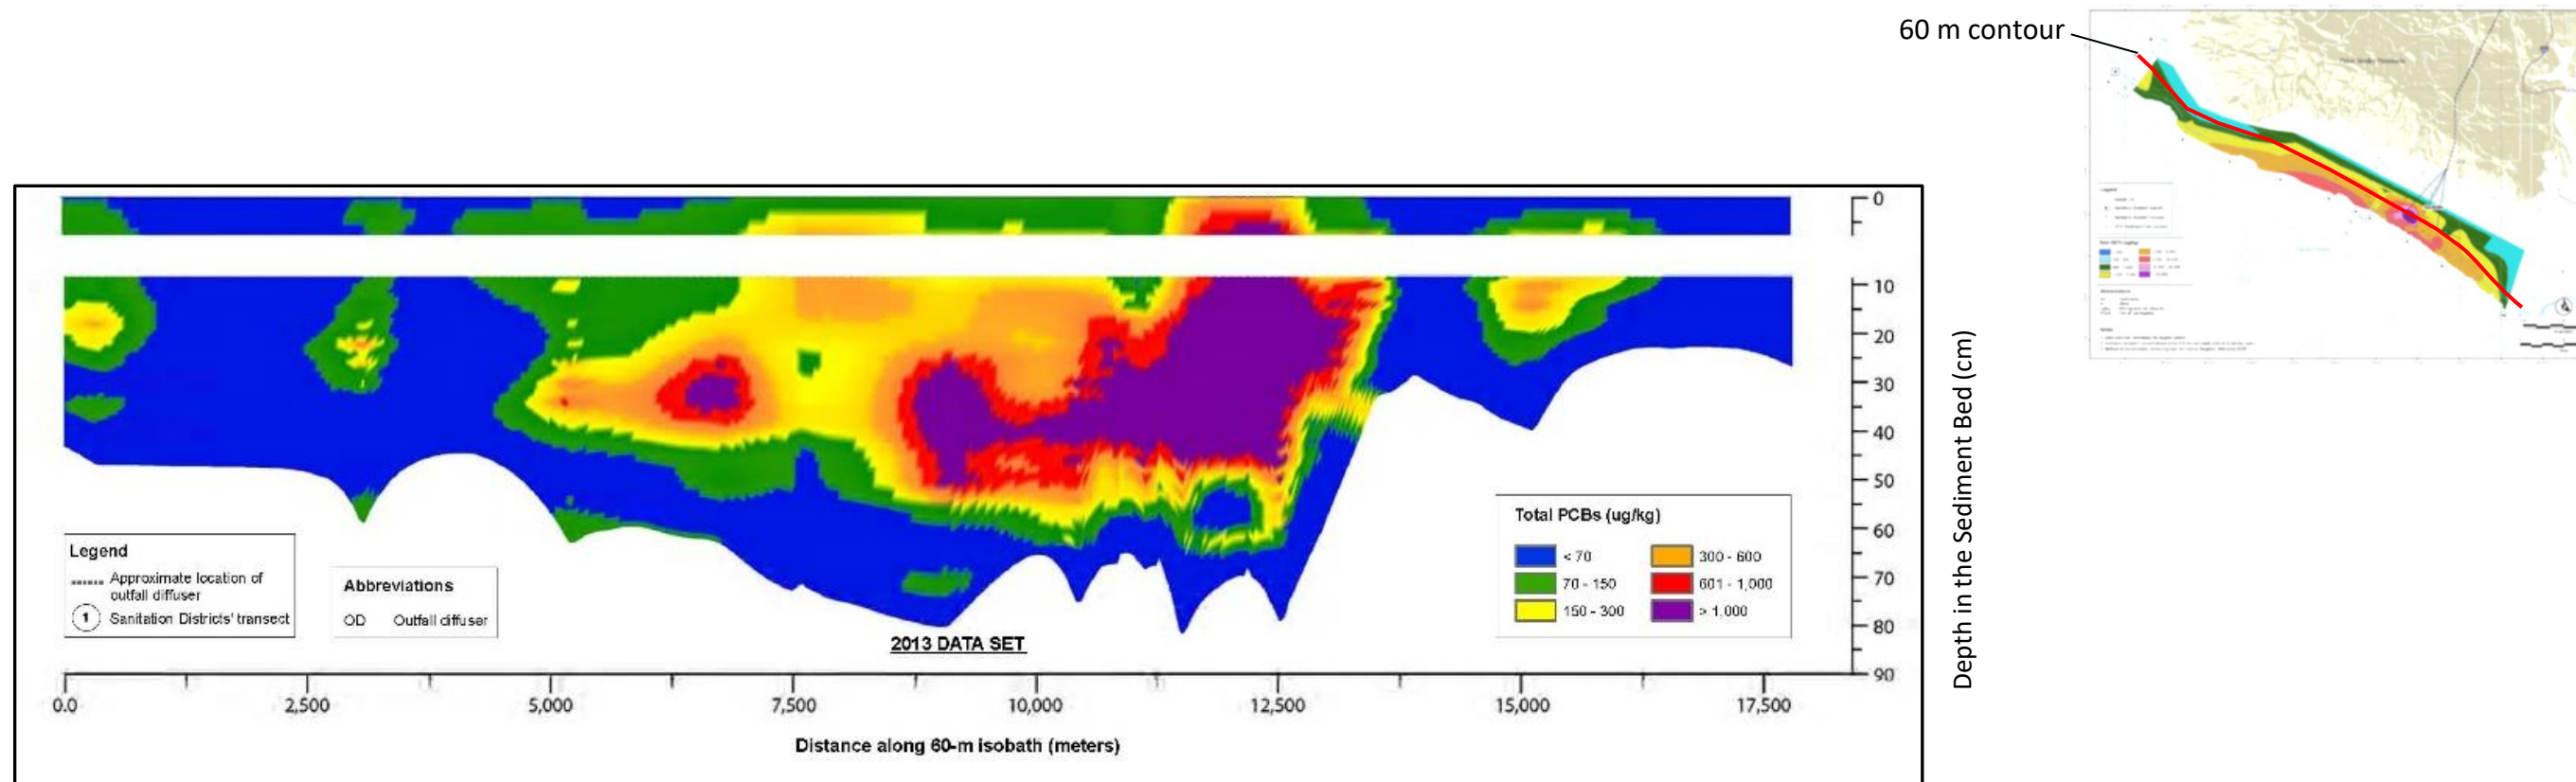 60 m contour
0
10
20
30
40
50
60
70
80
90
Depth in the Sediment Bed (cm)
Legend
Approximate location of
outfall diffuser
1 Sanitation Districts' transect
Abbreviations
OD Outfall diffuser
2013 DATA SET
Total PCBs (ug/kg)
< 70 300 - 600
70 - 150 601 - 1,000
150 - 300 > 1,000
0.0 2,500 5,000 7,500 10,000 12,500 15,000 17,500
Distance along 60-m isobath (meters)